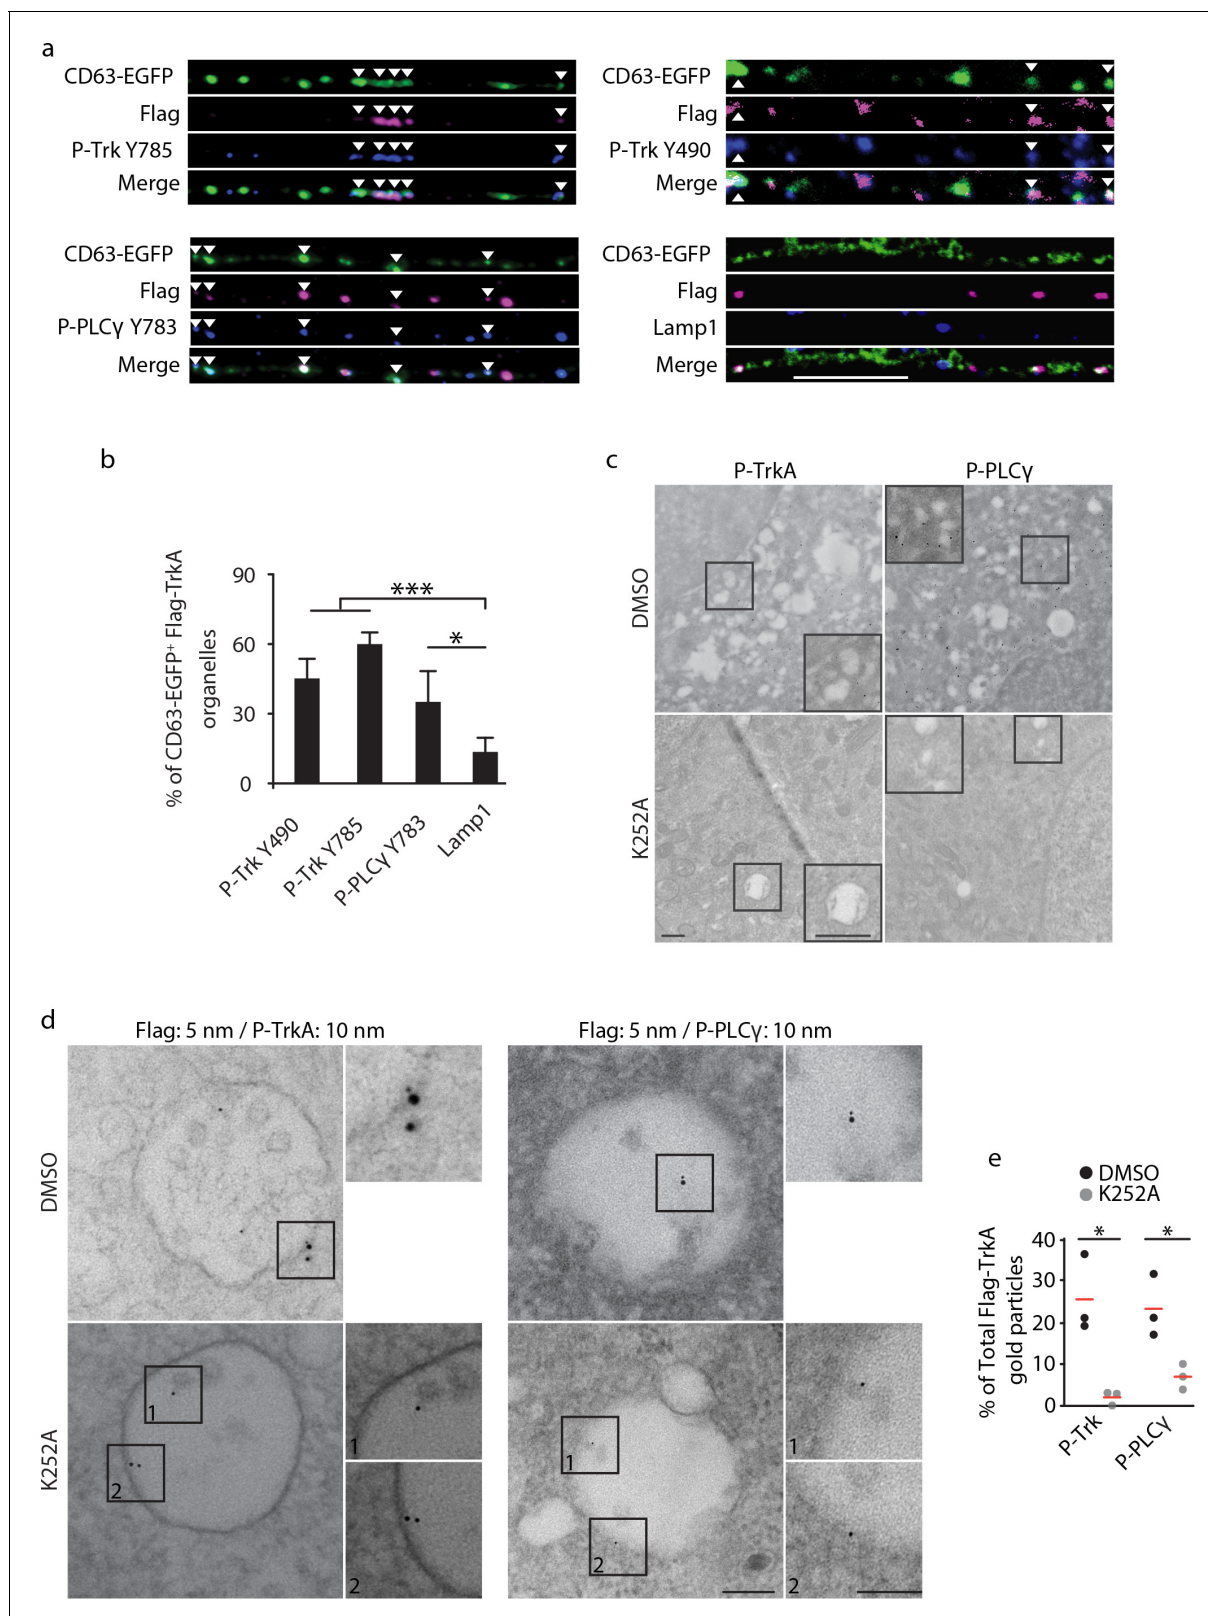 a
CD63-EGFP
Flag
P-Trk Y785
Merge
CD63-EGFP
Flag
P-Trk Y490
Merge
CD63-EGFP
Flag
P-PLCγ Y783
Merge
CD63-EGFP
Flag
Lamp1
Merge
b
% of CD63-EGFP+ Flag-TrkA
organelles
90
60
30
0
***
*
P-Trk Y490
P-Trk Y785
P-PLCγ Y783
Lamp1
c
P-TrkA
P-PLCγ
DMSO
K252A
d
Flag: 5 nm / P-TrkA: 10 nm
Flag: 5 nm / P-PLCγ: 10 nm
DMSO
K252A
1
2
1
2
1
2
1
2
e
DMSO
K252A
% of Total Flag-TrkA
gold particles
40
30
20
10
0
*
*
P-Trk
P-PLCγ